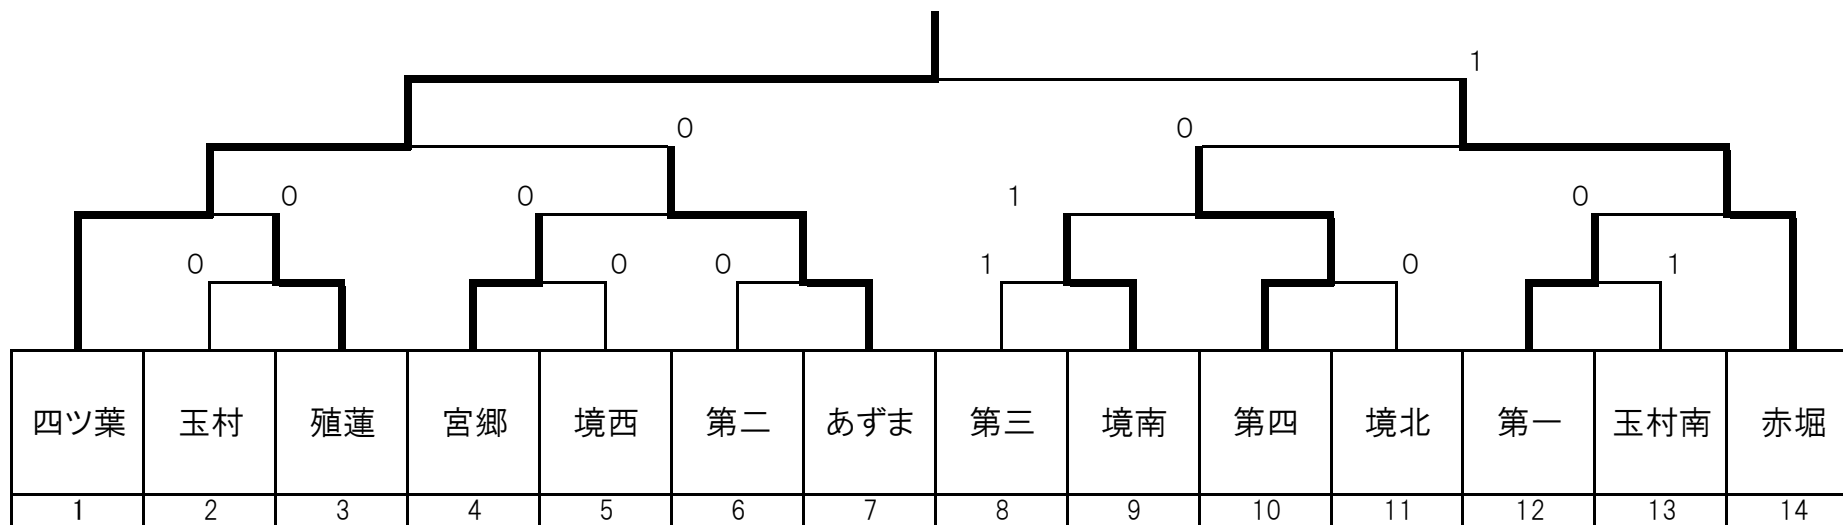 1
0 0
0 0 1 0
0 0 0 1 0 1
四ツ葉 玉村 殖蓮 宮郷 境西 第二 あずま 第三 境南 第四 境北 第一 玉村南 赤堀
1 2 3 4 5 6 7 8 9 10 11 12 13 14